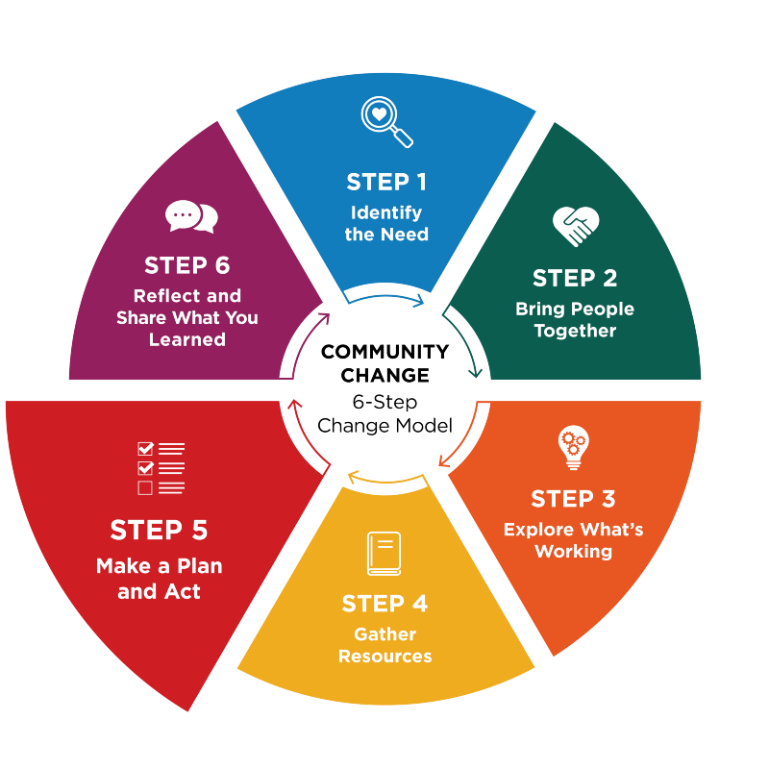 STEP 1
Identify
the Need
STEP 2
Bring People
Together
STEP 3
Explore What's
Working
STEP 4
Gather
Resources
STEP 5
Make a Plan
and Act
STEP 6
Reflect and
Share What You
Learned
COMMUNITY
CHANGE
6-Step
Change Model